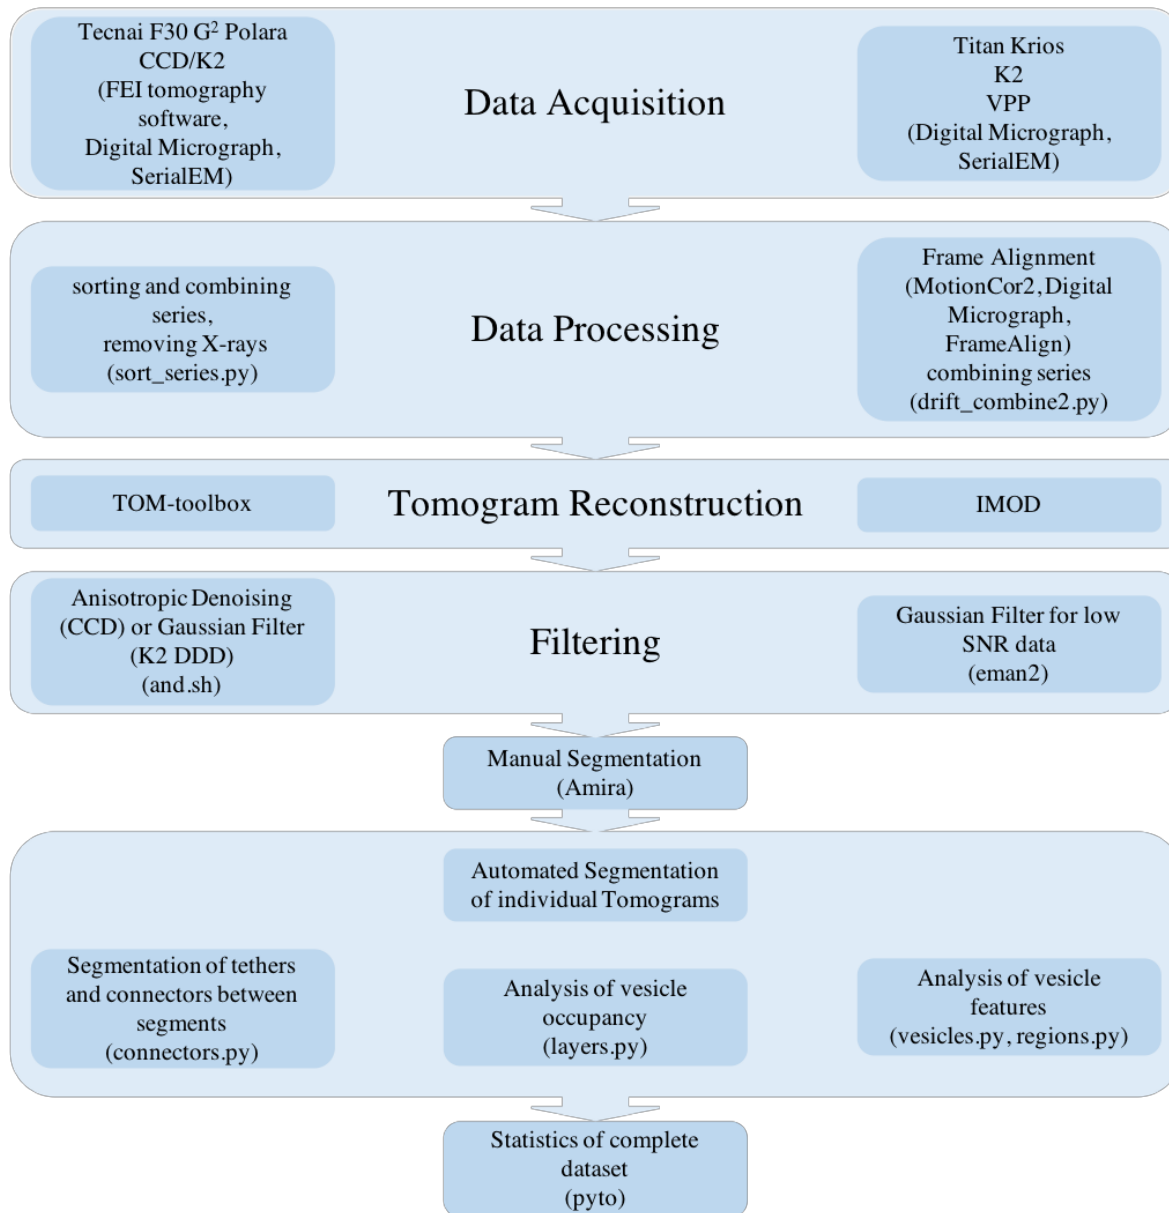 Tecnai F30 G² Polara
CCD/K2
(FEI tomography
software,
Digital Micrograph,
SerialEM)
Data Acquisition
Titan Krios
K2
VPP
(Digital Micrograph,
SerialEM)
sorting and combining
series,
removing X-rays
(sort_series.py)
Data Processing
Frame Alignment
(MotionCor2, Digital
Micrograph,
FrameAlign)
combining series
(drift_combine2.py)
TOM-toolbox
Tomogram Reconstruction
IMOD
Anisotropic Denoising
(CCD) or Gaussian Filter
(K2 DDD)
(and.sh)
Filtering
Gaussian Filter for low
SNR data
(eman2)
Manual Segmentation
(Amira)
Automated Segmentation
of individual Tomograms
Segmentation of tethers
and connectors between
segments
(connectors.py)
Analysis of vesicle
occupancy
(layers.py)
Analysis of vesicle
features
(vesicles.py, regions.py)
Statistics of complete
dataset
(pyto)